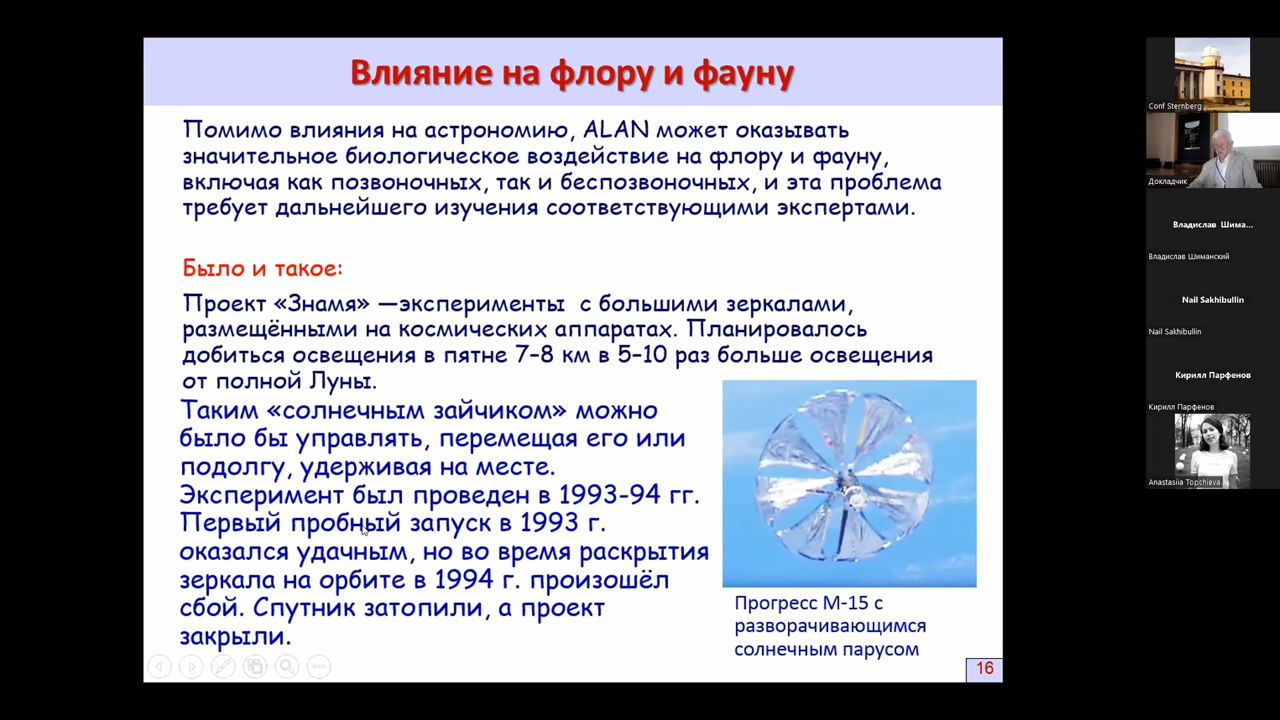 Влияние на флору и фауну
Помимо влияния на астрономию, ALAN может оказывать
значительное биологическое воздействие на флору и фауну,
включая как позвоночных, так и беспозвоночных, и эта проблема
требует дальнейшего изучения соответствующими экспертами.
Было и такое:
Проект «Знамя» —эксперименты с большими зеркалами,
размещёнными на космических аппаратах. Планировалось
добиться освещения в пятне 7–8 км в 5–10 раз больше освещения
от полной Луны.
Таким «солнечным зайчиком» можно
было бы управлять, перемещая его или
подолгу, удерживая на месте.
Эксперимент был проведен в 1993-94 гг.
Первый пробный запуск в 1993 г.
оказался удачным, но во время раскрытия
зеркала на орбите в 1994 г. произошёл
сбой. Спутник затопили, а проект
закрыли.
Прогресс М-15 с
разворачивающимся
солнечным парусом
16
Conf Sternberg
Докладчик
Владислав Шима...
Владислав Шиманский
Nail Sakhibullin
Nail Sakhibullin
Кирилл Парфенов
Кирилл Парфенов
Anastasiia Topchieva